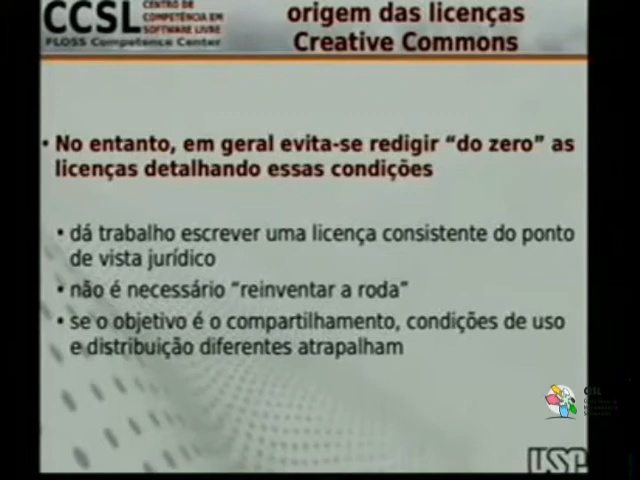 CCSL
CENTRO DE
COMPETÊNCIA EM
SOFTWARE LIVRE
FLOSS Competence Center
origem das licenças
Creative Commons
• No entanto, em geral evita-se redigir “do zero” as
licenças detalhando essas condições
• dá trabalho escrever uma licença consistente do ponto
de vista jurídico
• não é necessário “reinventar a roda”
• se o objetivo é o compartilhamento, condições de uso
e distribuição diferentes atrapalham
USP